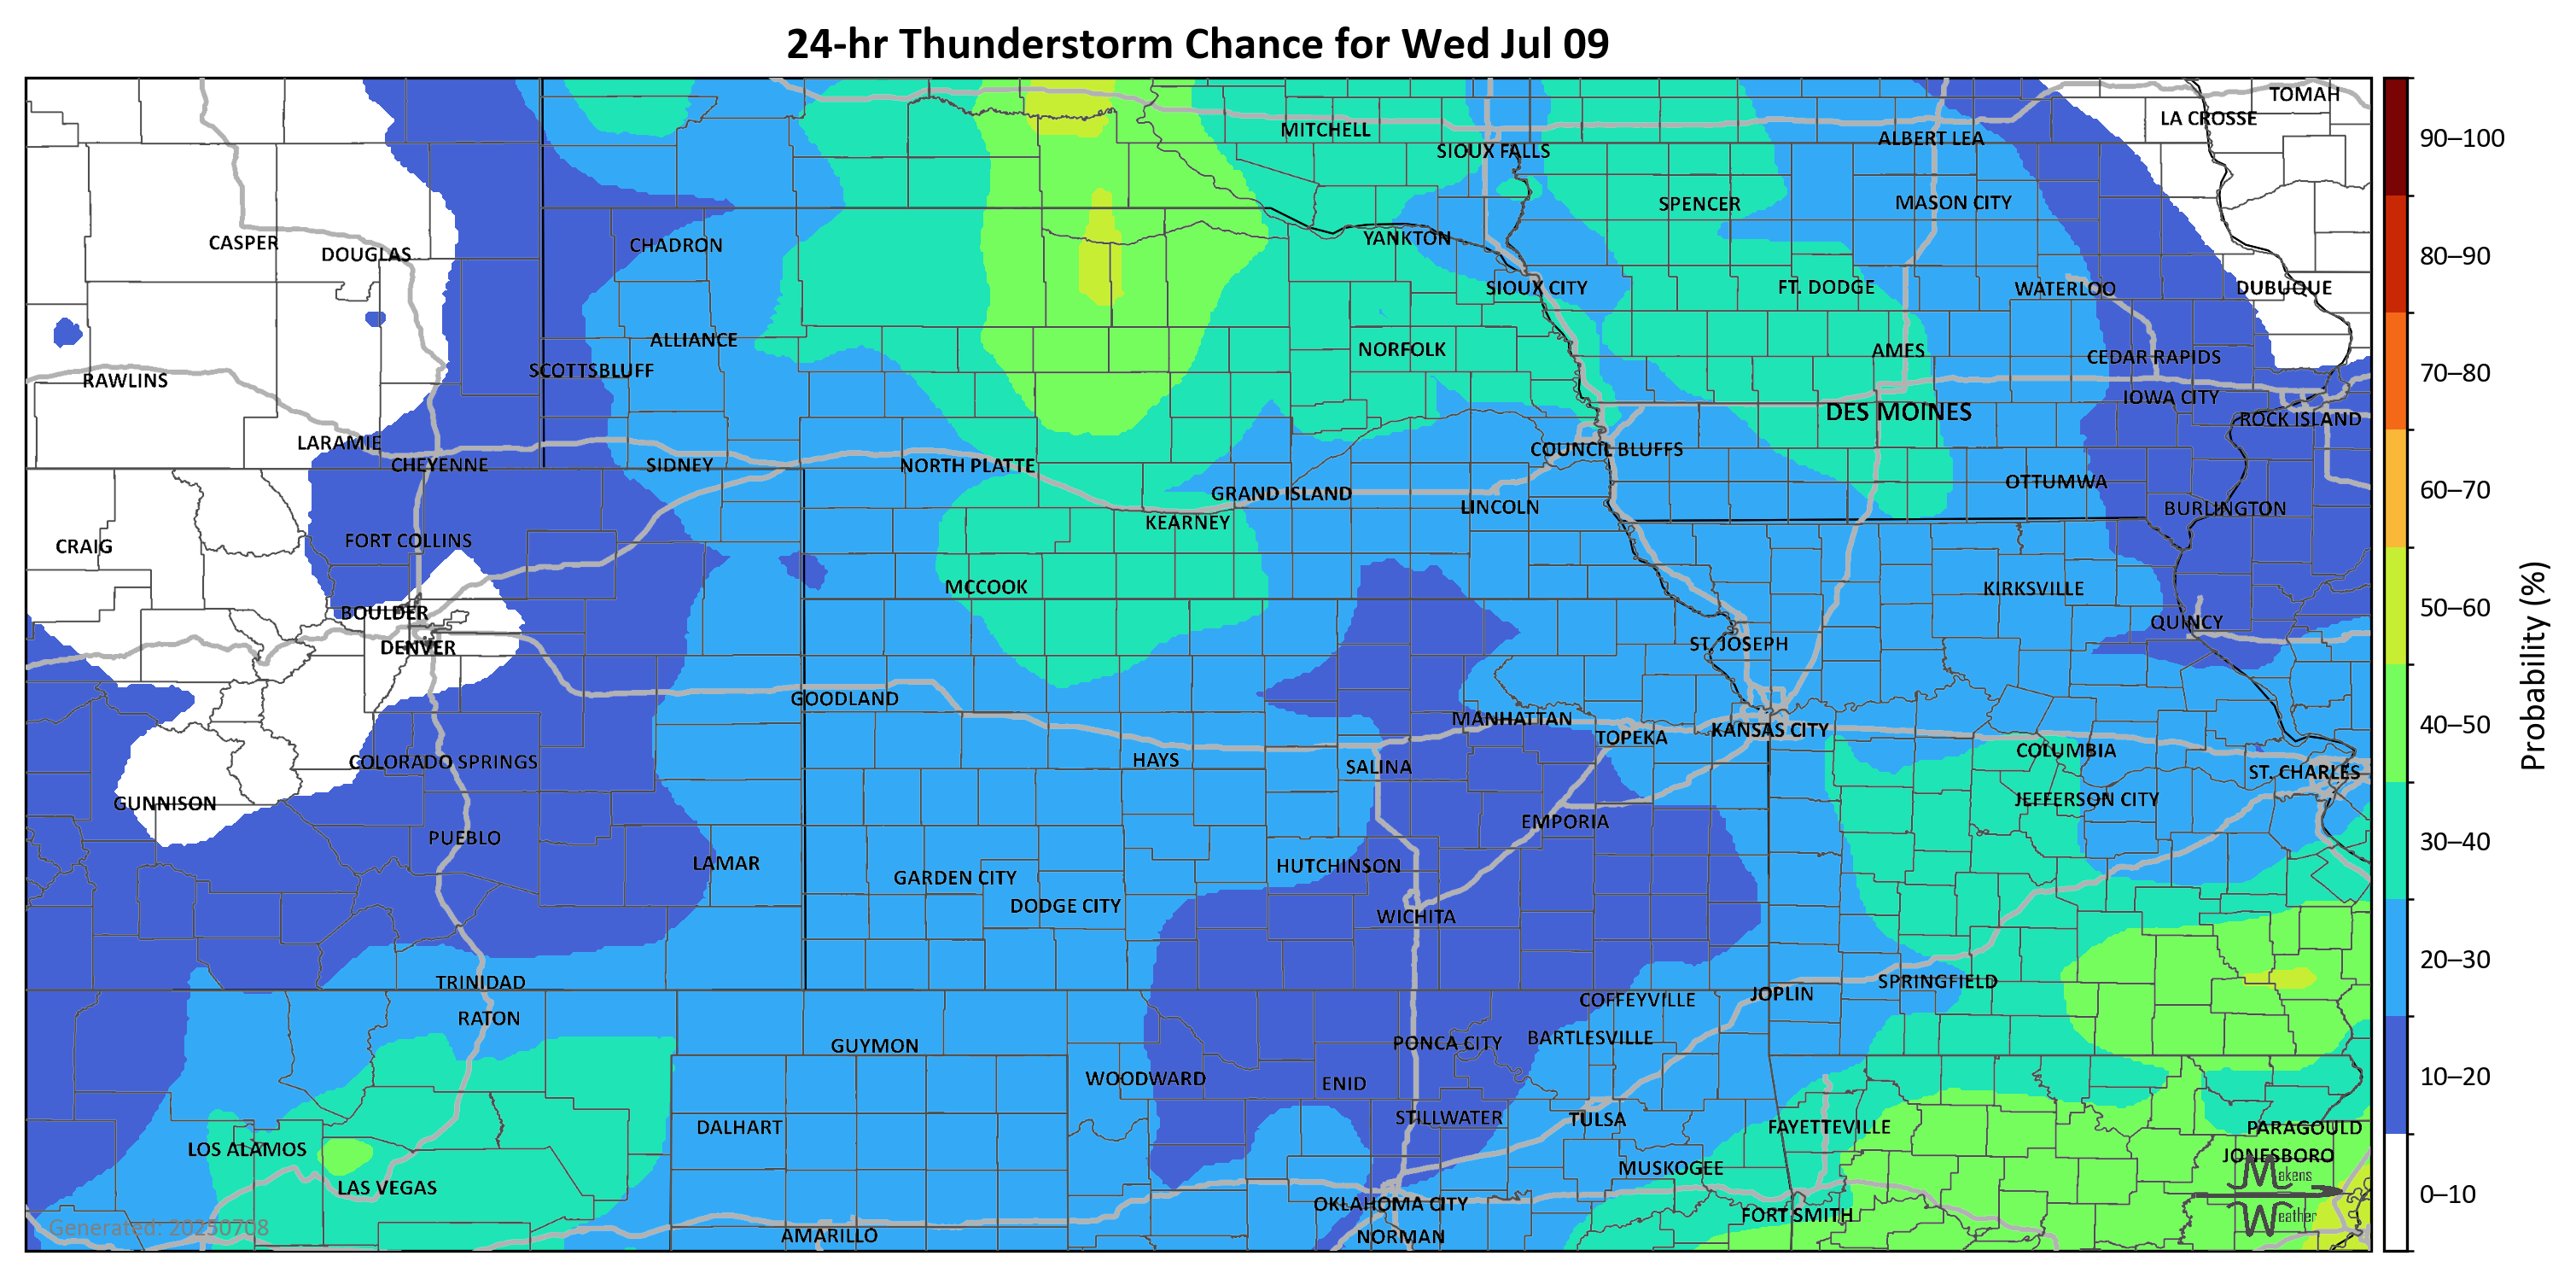 24-hr Thunderstorm Chance for Wed Jul 09
TOMAH
LA CROSSE
MITCHELL
ALBERT LEA
SIOUX FALLS
SPENCER
MASON CITY
CASPER
DOUGLAS
CHADRON
YANKTON
SIOUX CITY
FT. DODGE
WATERLOO
DUBUQUE
ALLIANCE
NORFOLK
AMES
CEDAR RAPIDS
RAWLINS
SCOTTSBLUFF
IOWA CITY
DES MOINES
ROCK ISLAND
LARAMIE
CHEYENNE
SIDNEY
NORTH PLATTE
COUNCIL BLUFFS
GRAND ISLAND
LINCOLN
OTTUMWA
BURLINGTON
KEARNEY
CRAIG
FORT COLLINS
MCCOOK
KIRKSVILLE
BOULDER
QUINCY
DENVER
ST. JOSEPH
GOODLAND
MANHATTAN
TOPEKA
KANSAS CITY
COLUMBIA
COLORADO SPRINGS
HAYS
SALINA
ST. CHARLES
GUNNISON
JEFFERSON CITY
PUEBLO
EMPORIA
LAMAR
HUTCHINSON
GARDEN CITY
DODGE CITY
WICHITA
TRINIDAD
SPRINGFIELD
COFFEYVILLE
JOPLIN
RATON
GUYMON
PONCA CITY
BARTLESVILLE
WOODWARD
ENID
DALHART
STILLWATER
TULSA
FAYETTEVILLE
PARAGOULD
LOS ALAMOS
JONESBORO
LAS VEGAS
MUSKOGEE
OKLAHOMA CITY
FORT SMITH
AMARILLO
NORMAN
Makens
Weather
Generated: 20250708
90–100
80–90
70–80
60–70
50–60
40–50
30–40
20–30
10–20
0–10
Probability (%)